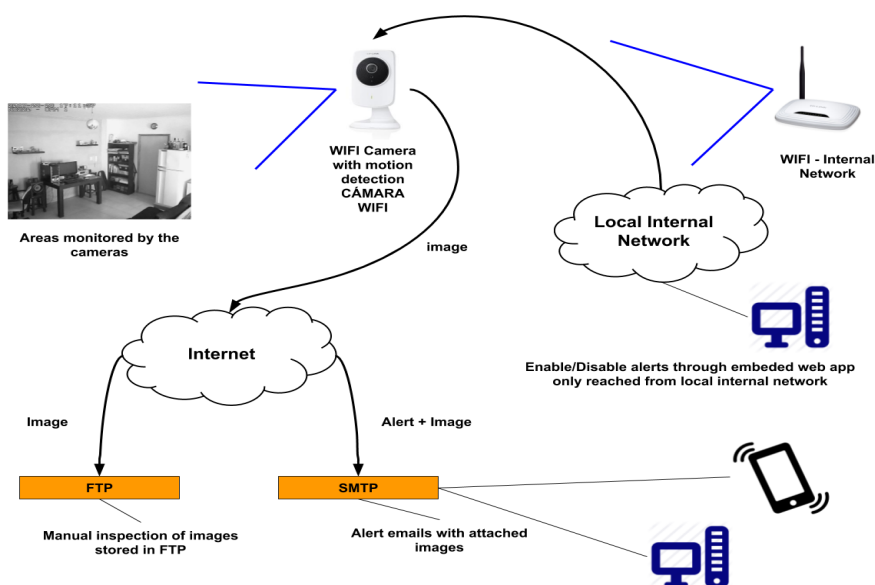 WIFI Camera
with motion
detection
CÁMARA
WIFI
WIFI - Internal
Network
Areas monitored by the
cameras
Local Internal
Network
image
Internet
Enable/Disable alerts through embeded web app
only reached from local internal network
Image
Alert + Image
FTP
SMTP
Manual inspection of images
stored in FTP
Alert emails with attached
images